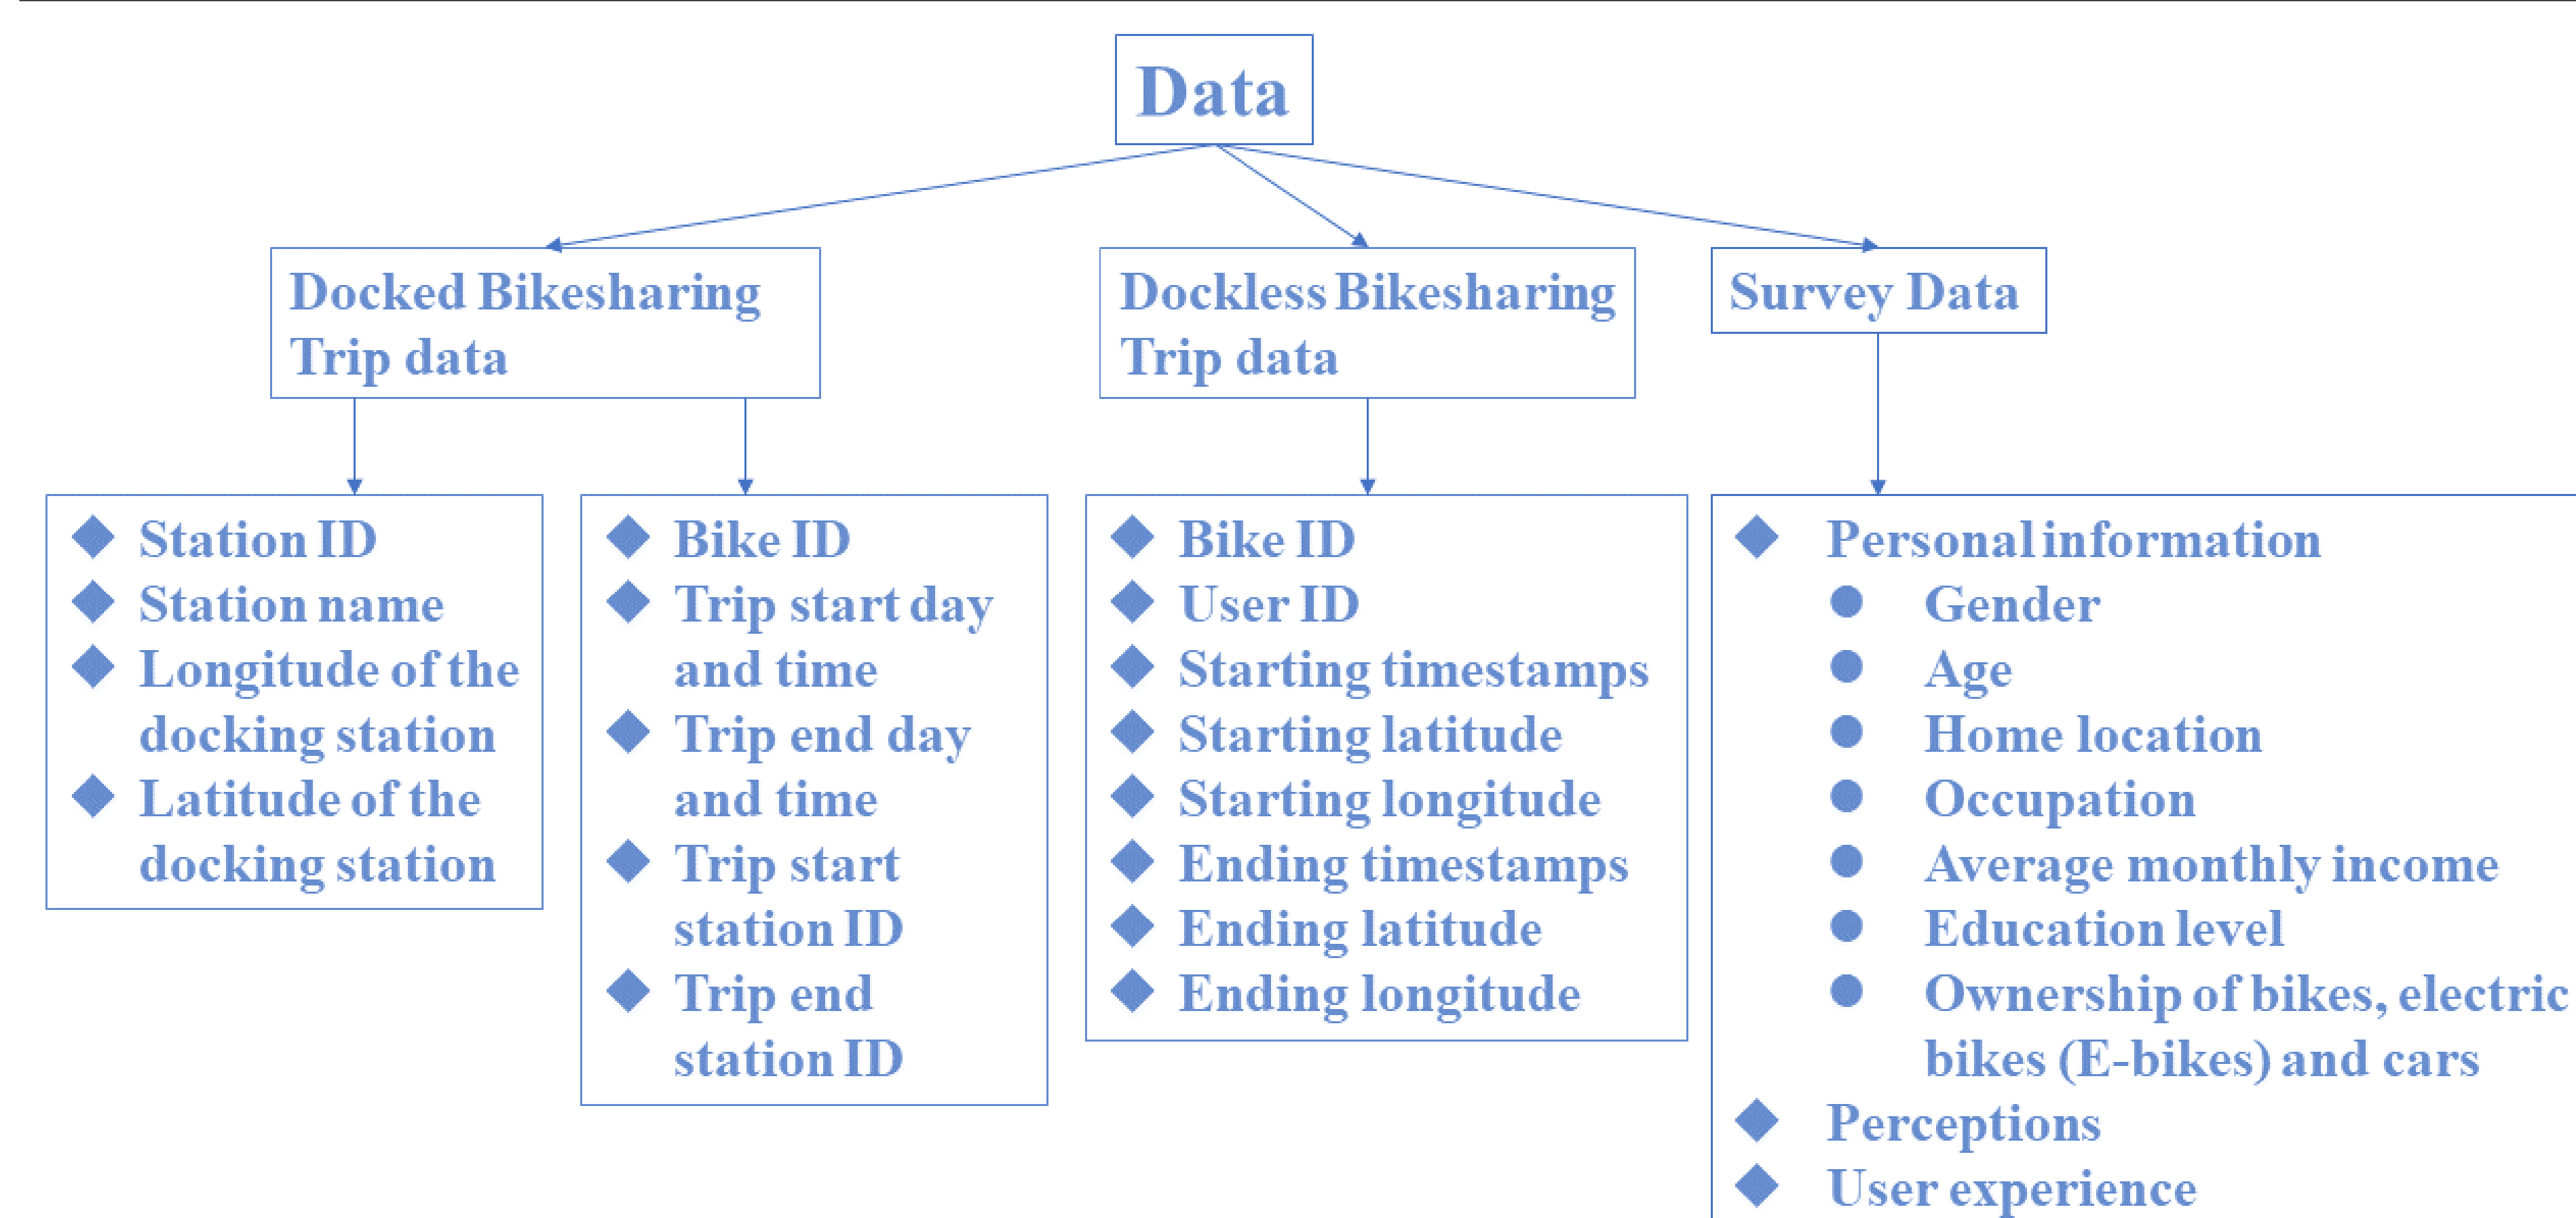 Data
Docked Bikesharing
Trip data
Dockless Bikesharing
Trip data
Survey Data
Station ID
Station name
Longitude of the
docking station
Latitude of the
docking station
Bike ID
Trip start day
and time
Trip end day
and time
Trip start
station ID
Trip end
station ID
Bike ID
User ID
Starting timestamps
Starting latitude
Starting longitude
Ending timestamps
Ending latitude
Ending longitude
Personal information
Gender
Age
Home location
Occupation
Average monthly income
Education level
Ownership of bikes, electric
bikes (E-bikes) and cars
Perceptions
User experience